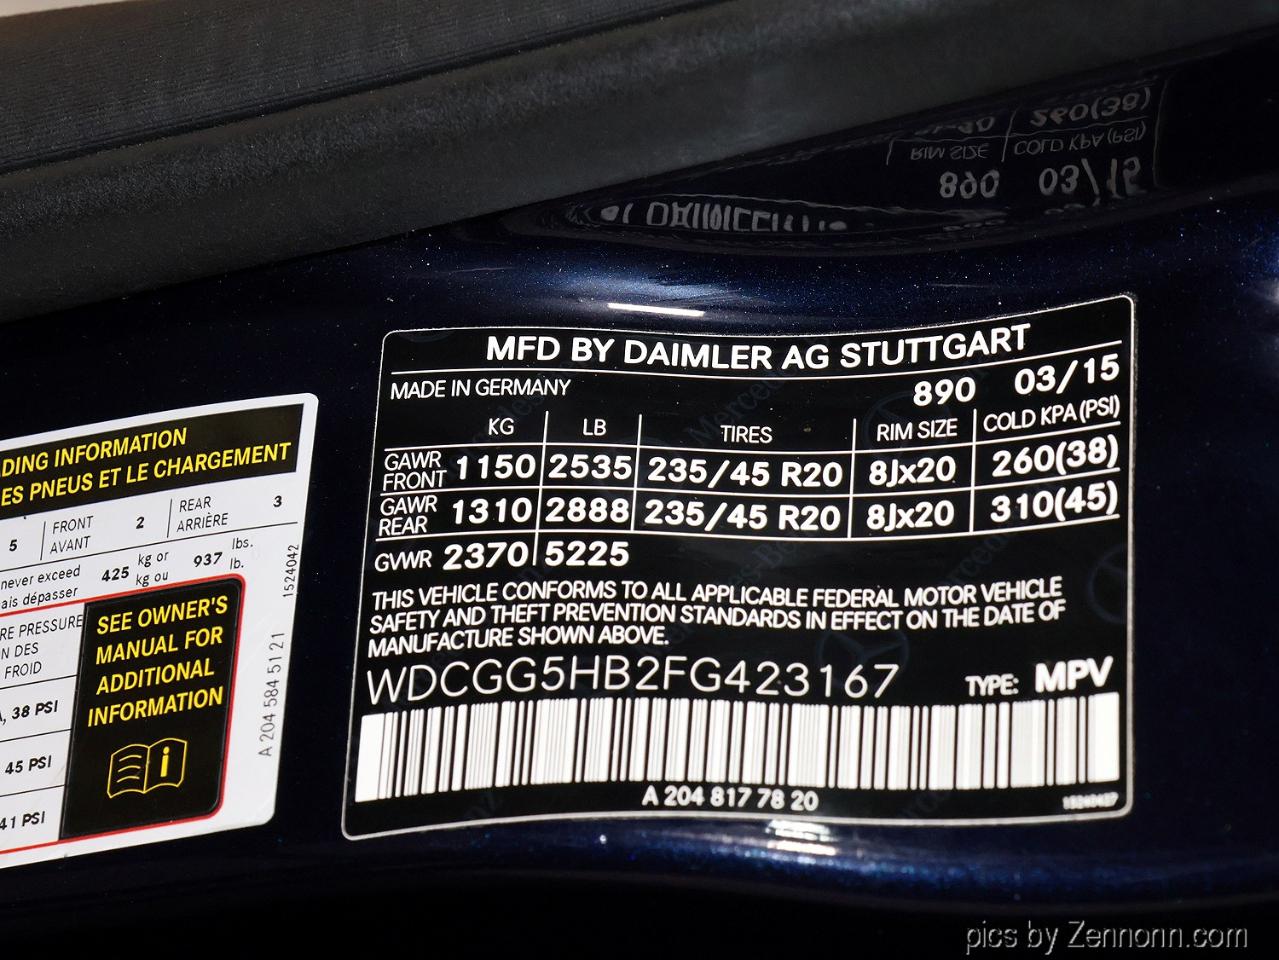 DING INFORMATION
ES PNEUS ET LE CHARGEMENT
5 FRONT AVANT 2 REAR ARRIÈRE 3
never exceed
ais dépasser
425 kg or kg ou 937 lbs. lb.
RE PRESSURE
N DES
FROID
38 PSI
45 PSI
41 PSI
SEE OWNER'S
MANUAL FOR
ADDITIONAL
INFORMATION
i
1524042
A 204 584 51 21
MFD BY DAIMLER AG STUTTGART
MADE IN GERMANY 890 03/15
KG LB TIRES RIM SIZE COLD KPA (PSI)
GAWR FRONT 1150 2535 235/45 R20 8Jx20 260(38)
GAWR REAR 1310 2888 235/45 R20 8Jx20 310(45)
GVWR 2370 5225
THIS VEHICLE CONFORMS TO ALL APPLICABLE FEDERAL MOTOR VEHICLE
SAFETY AND THEFT PREVENTION STANDARDS IN EFFECT ON THE DATE OF
MANUFACTURE SHOWN ABOVE.
WDCGG5HB2FG423167 TYPE: MPV
A 204 817 78 20
pics by Zennonn.com